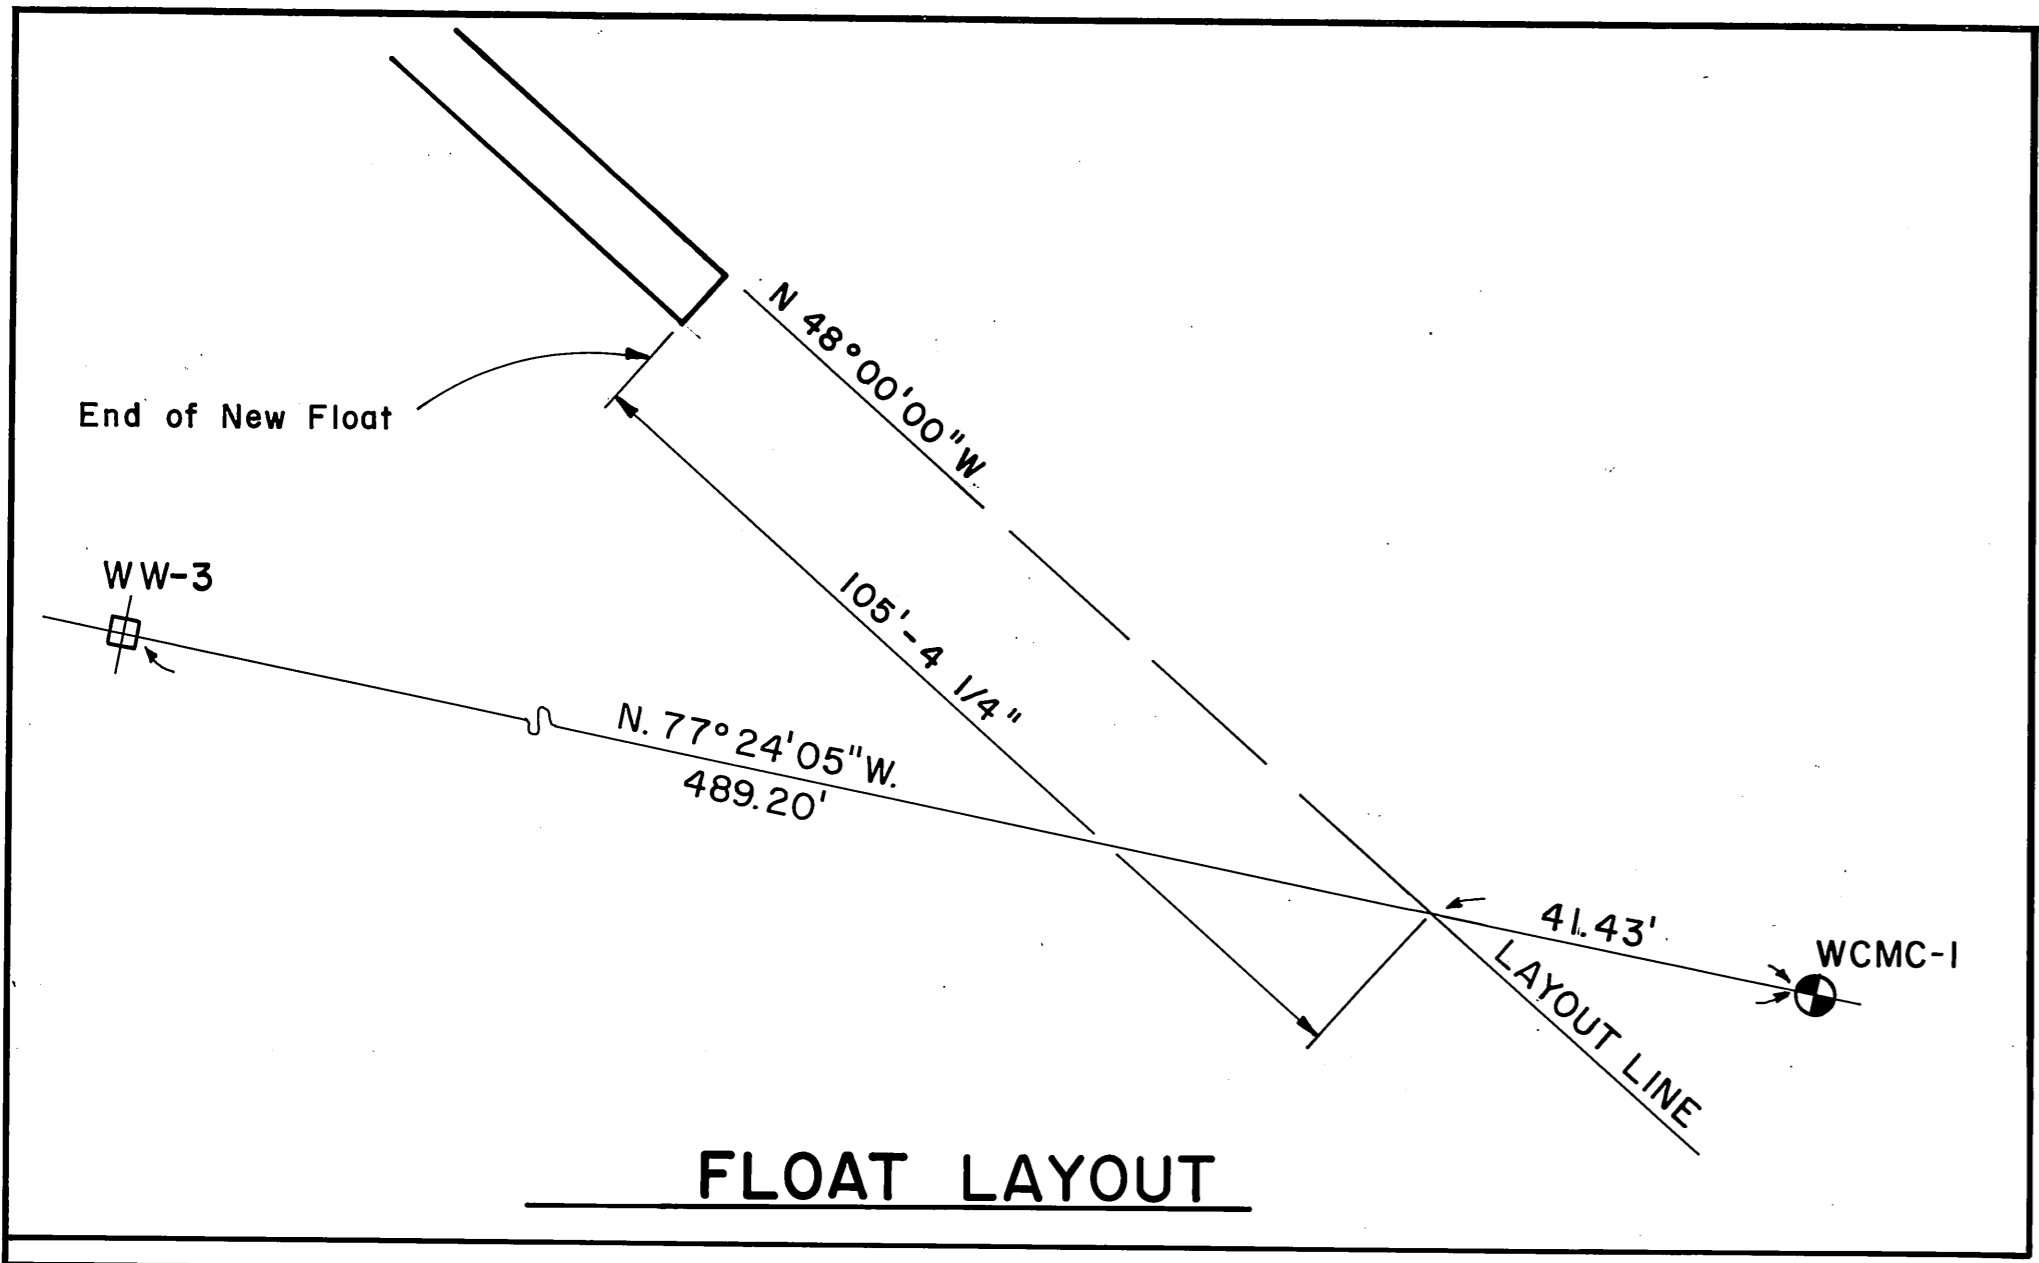 N 48°00'00"W.
End of New Float
WW-3
105'-4 1/4"
N. 77°24'05"W.
489.20'
41.43'
WCMC-1
LAYOUT LINE
FLOAT LAYOUT